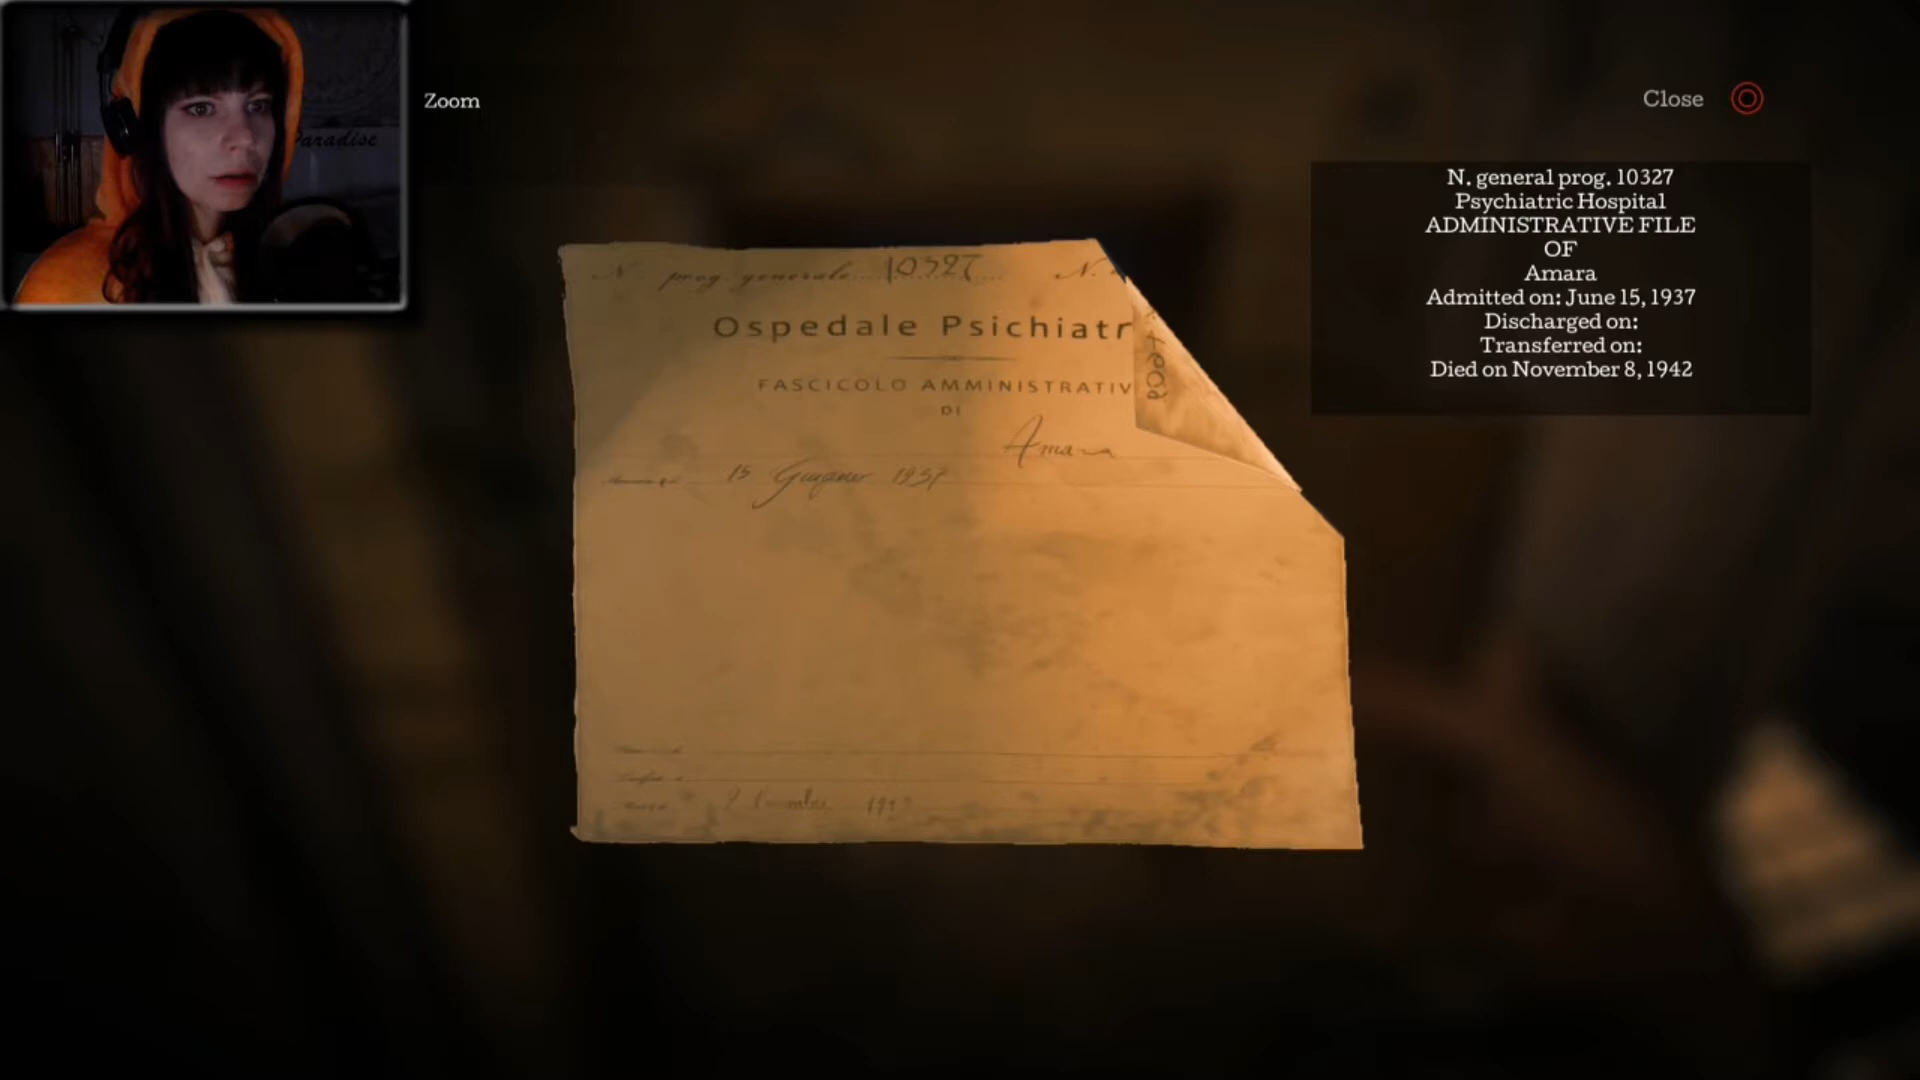 Paradise
Zoom
Close
N. general prog. 10327
Psychiatric Hospital
ADMINISTRATIVE FILE
OF
Amara
Admitted on: June 15, 1937
Discharged on:
Transferred on:
Died on November 8, 1942
N. prog. generale 10327 N.
Ospedale Psichiatr
FASCICOLO AMMINISTRATIV
DI
Amara
15 Giugno 1937